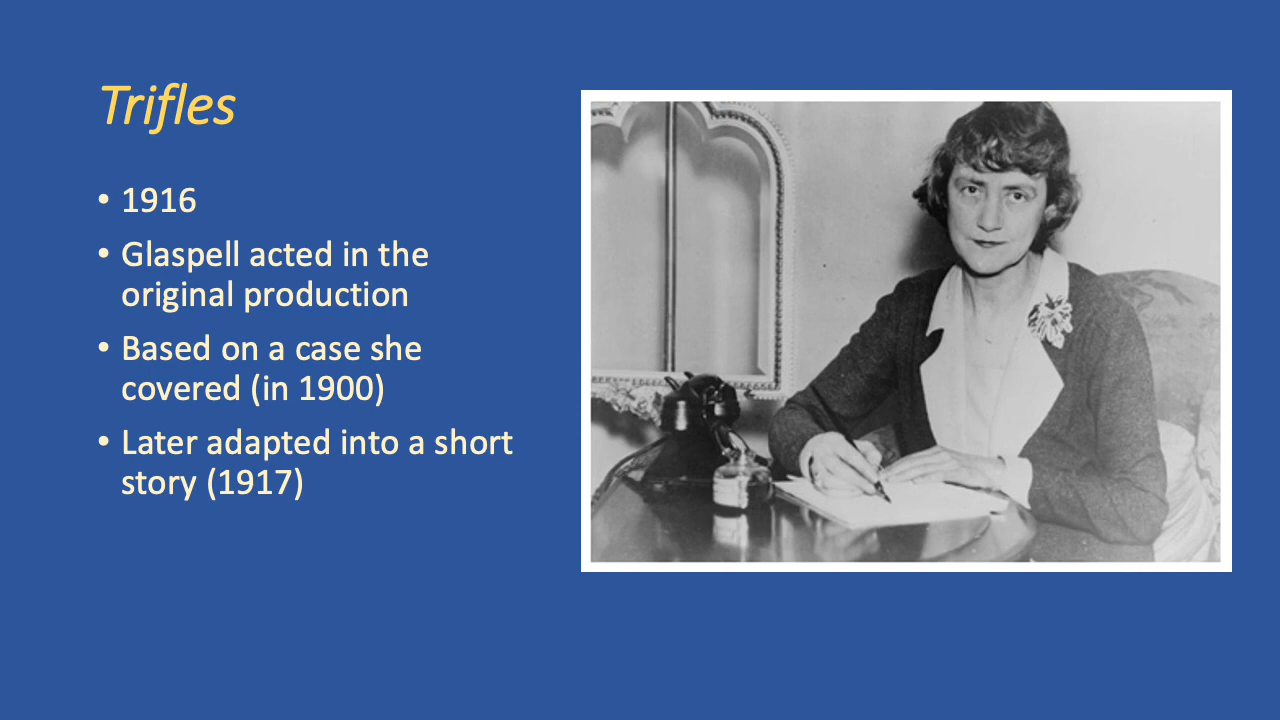 Trifles
• 1916
• Glaspell acted in the
original production
• Based on a case she
covered (in 1900)
• Later adapted into a short
story (1917)